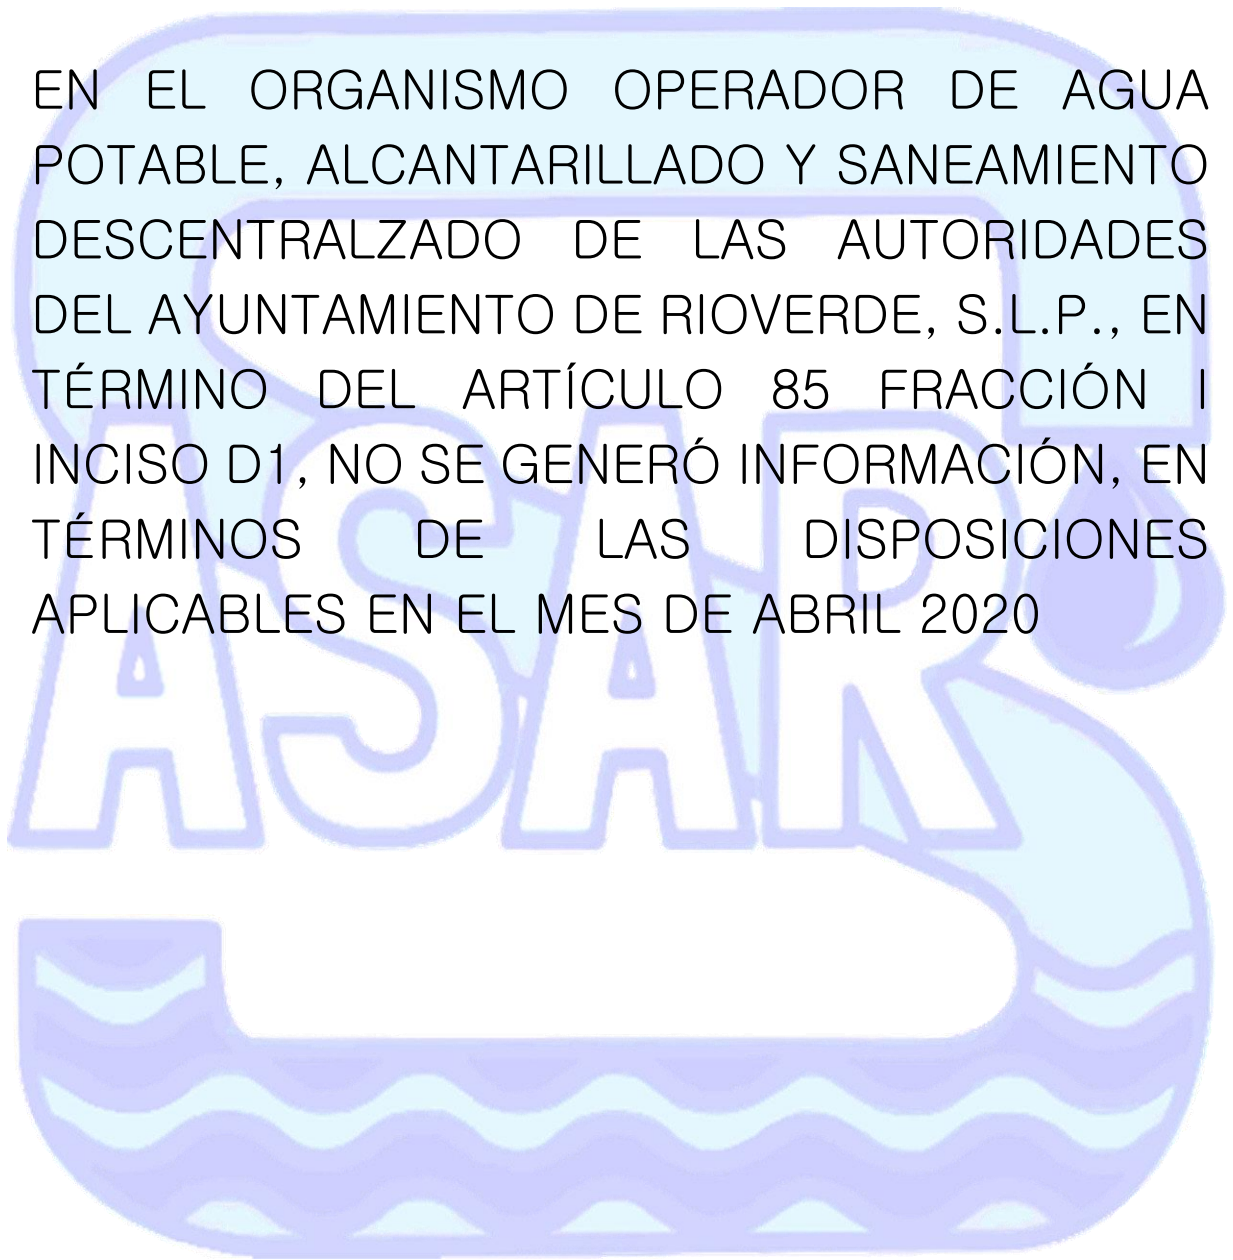 EN EL ORGANISMO OPERADOR DE AGUA
POTABLE, ALCANTARILLADO Y SANEAMIENTO
DESCENTRALZADO DE LAS AUTORIDADES
DEL AYUNTAMIENTO DE RIOVERDE, S.L.P., EN
TÉRMINO DEL ARTÍCULO 85 FRACCIÓN I
INCISO D1, NO SE GENERÓ INFORMACIÓN, EN
TÉRMINOS DE LAS DISPOSICIONES
APLICABLES EN EL MES DE ABRIL 2020
SASAR